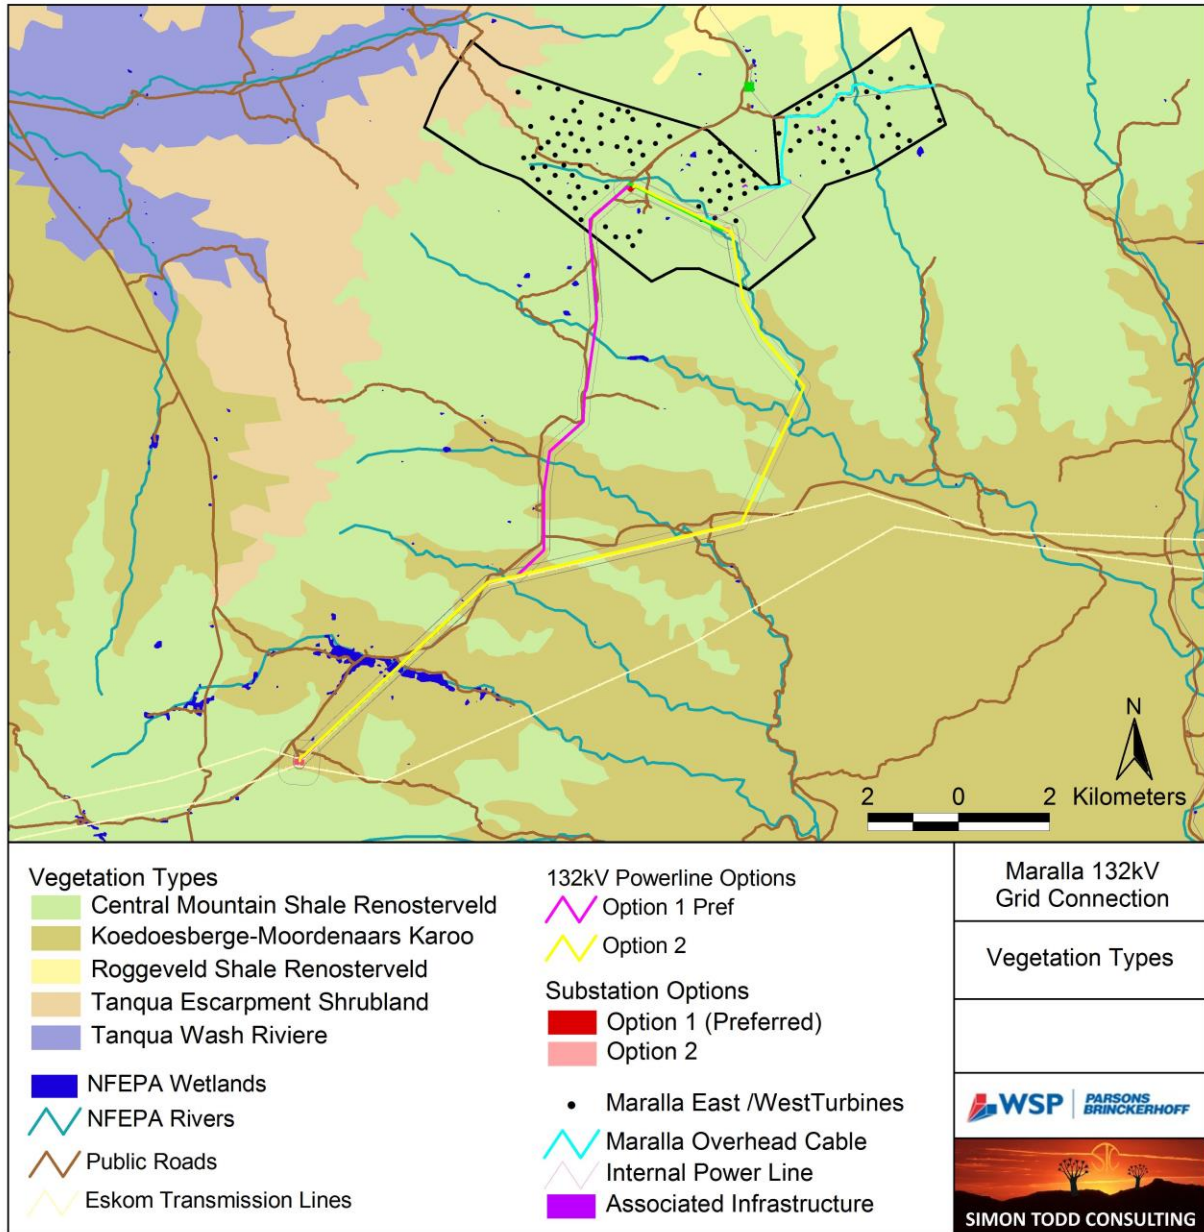 N
2 0 2 Kilometers
Vegetation Types
Central Mountain Shale Renosterveld
Koedoesberge-Moordenaars Karoo
Roggeveld Shale Renosterveld
Tanqua Escarpment Shrubland
Tanqua Wash Riviere
NFEPA Wetlands
NFEPA Rivers
Public Roads
Eskom Transmission Lines
132kV Powerline Options
Option 1 Pref
Option 2
Substation Options
Option 1 (Preferred)
Option 2
Maralla East /WestTurbines
Maralla Overhead Cable
Internal Power Line
Associated Infrastructure
Maralla 132kV
Grid Connection
Vegetation Types
WSP PARSONS
BRINCKERHOFF
SIMON TODD CONSULTING